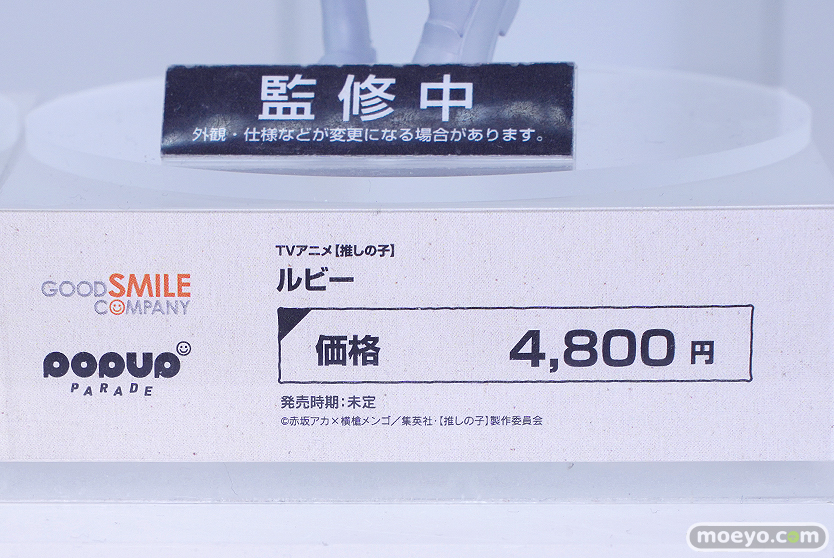 監修中
外観・仕様などが変更になる場合があります。
TVアニメ【推しの子】
ルビー
GOOD SMILE
COMPANY
価格 4,800 円
POPUP
PARADE
発売時期：未定
©赤坂アカ×横槍メンゴ／集英社・【推しの子】製作委員会
moeyo.com